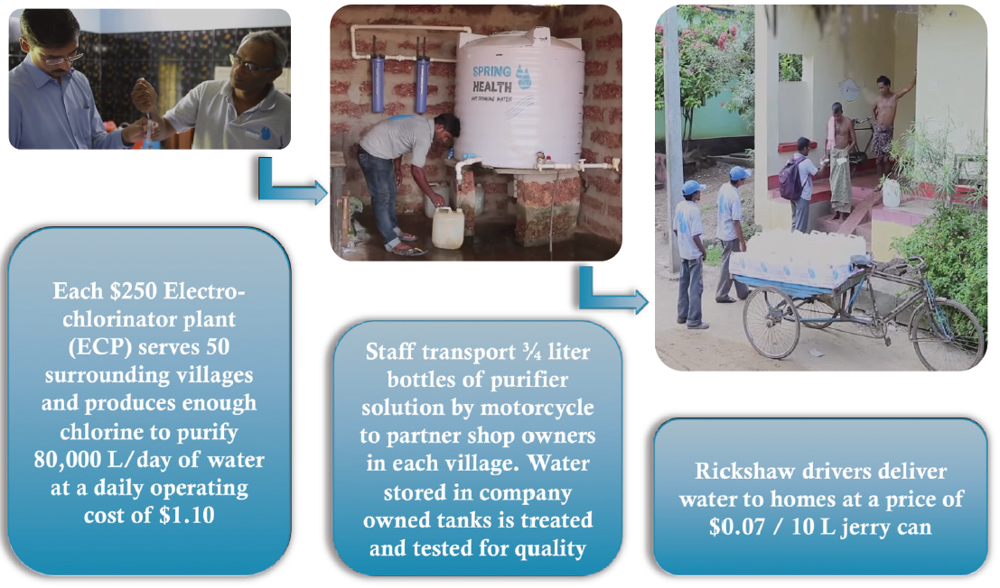 SPRING
HEALTH
Each $250 Electro-
chlorinator plant
(ECP) serves 50
surrounding villages
and produces enough
chlorine to purify
80,000 L/day of water
at a daily operating
cost of $1.10
Staff transport ¾ liter
bottles of purifier
solution by motorcycle
to partner shop owners
in each village. Water
stored in company
owned tanks is treated
and tested for quality
Rickshaw drivers deliver
water to homes at a price of
$0.07 / 10 L jerry can